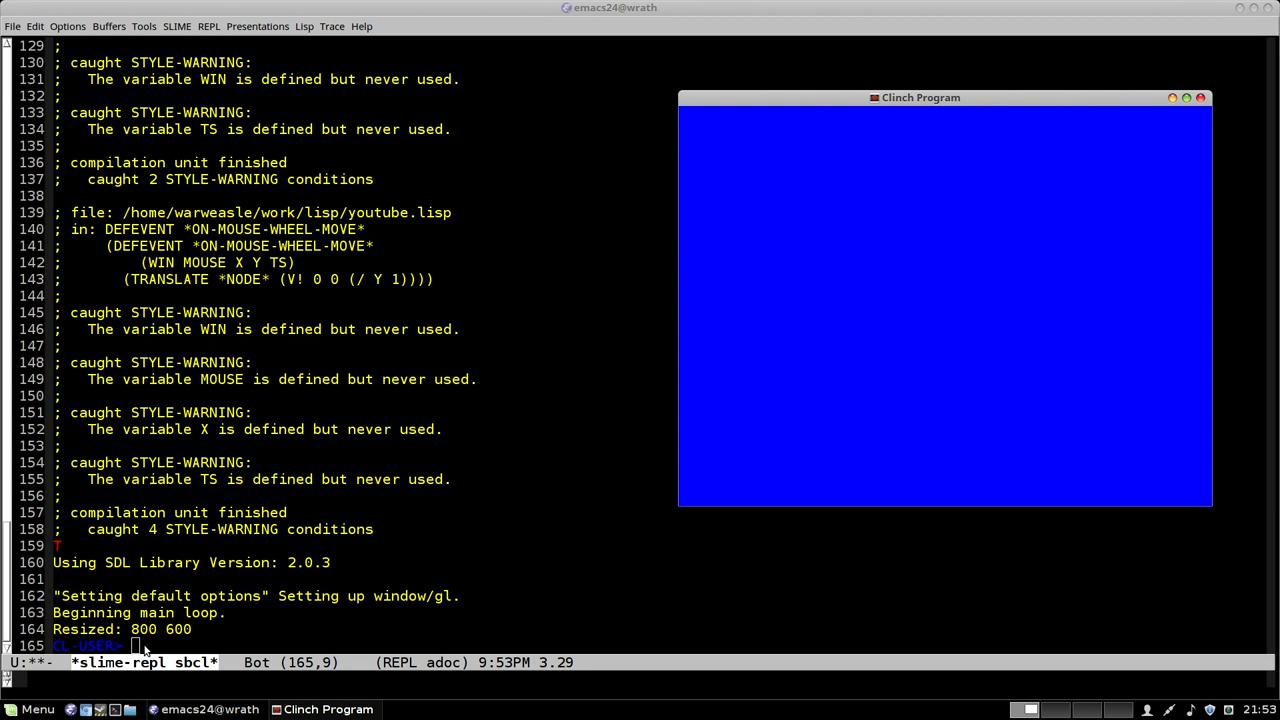 emacs24@wrath
File Edit Options Buffers Tools SLIME REPL Presentations Lisp Trace Help
129 ;
130 ; caught STYLE-WARNING:
131 ;   The variable WIN is defined but never used.
132 ;
133 ; caught STYLE-WARNING:
134 ;   The variable TS is defined but never used.
135 ;
136 ; compilation unit finished
137 ;   caught 2 STYLE-WARNING conditions
138
139 ; file: /home/warweasle/work/lisp/youtube.lisp
140 ; in: DEFEVENT *ON-MOUSE-WHEEL-MOVE*
141 ;     (DEFEVENT *ON-MOUSE-WHEEL-MOVE*
142 ;         (WIN MOUSE X Y TS)
143 ;       (TRANSLATE *NODE* (V! 0 0 (/ Y 1))))
144 ;
145 ; caught STYLE-WARNING:
146 ;   The variable WIN is defined but never used.
147 ;
148 ; caught STYLE-WARNING:
149 ;   The variable MOUSE is defined but never used.
150 ;
151 ; caught STYLE-WARNING:
152 ;   The variable X is defined but never used.
153 ;
154 ; caught STYLE-WARNING:
155 ;   The variable TS is defined but never used.
156 ;
157 ; compilation unit finished
158 ;   caught 4 STYLE-WARNING conditions
159 T
160 Using SDL Library Version: 2.0.3
161
162 "Setting default options" Setting up window/gl.
163 Beginning main loop.
164 Resized: 800 600
165 CL-USER>
U:**-  *slime-repl sbcl*   Bot (165,9)    (REPL adoc) 9:53PM 3.29
Clinch Program
Menu emacs24@wrath Clinch Program 21:53